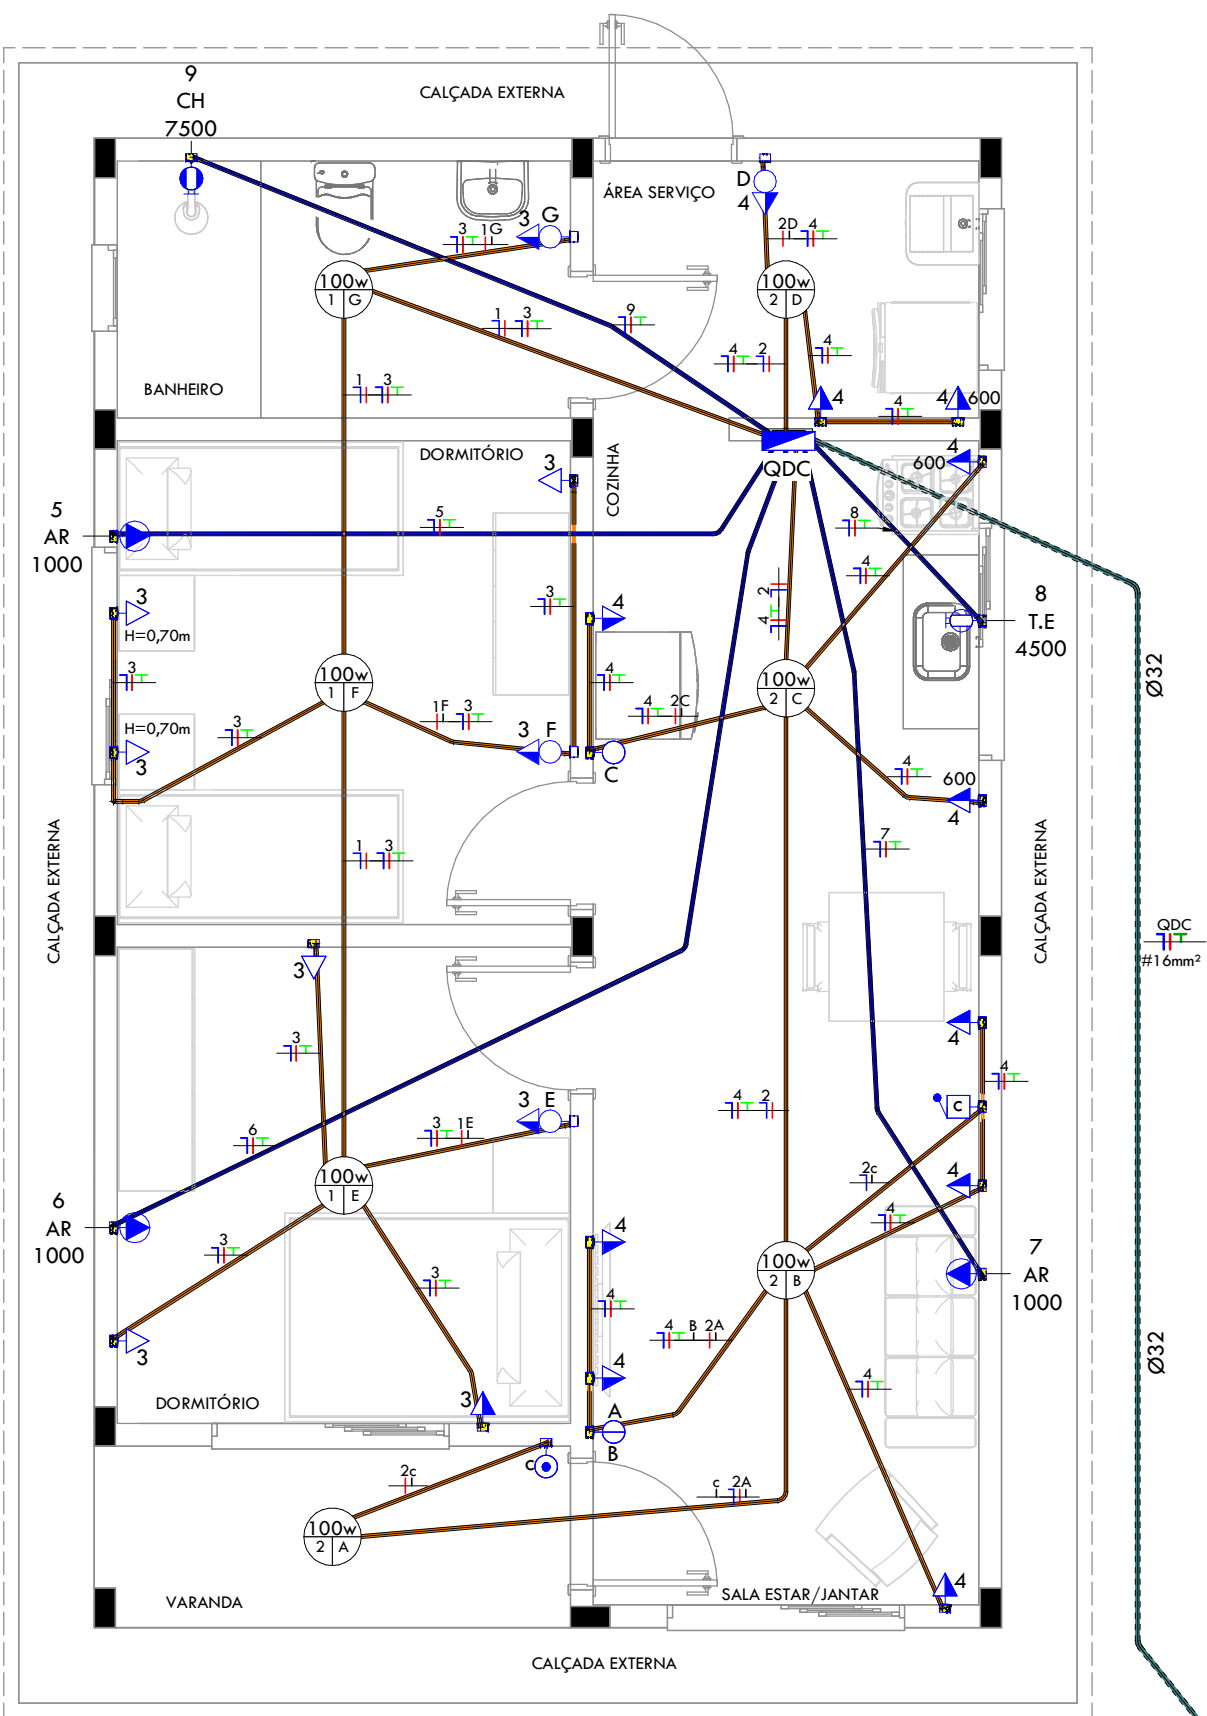 9
CH
7500
CALÇADA EXTERNA
ÁREA SERVIÇO
D
4
2D
4
3
G
3
1G
100w
1
G
100w
2
D
9
1
3
4
2
4
1
3
BANHEIRO
4
4
4
600
DORMITÓRIO
3
COZINHA
QDC
4
600
5
AR
1000
5
8
4
3
H=0,70m
3
4
2
4
8
T.E
4500
3
100w
1
F
4
4
2C
100w
2
C
Ø32
H=0,70m
3
3
1F
3
3
F
C
4
600
4
1
3
7
CALÇADA EXTERNA
CALÇADA EXTERNA
QDC
#16mm²
3
3
4
4
4
2
c
3
E
3
1E
6
100w
1
E
2c
4
6
AR
1000
3
4
4
100w
2
B
7
AR
1000
3
4
4
B
2A
3
Ø32
4
4
DORMITÓRIO
3
A
B
c
2c
c
2A
100w
2
A
4
VARANDA
SALA ESTAR/JANTAR
CALÇADA EXTERNA